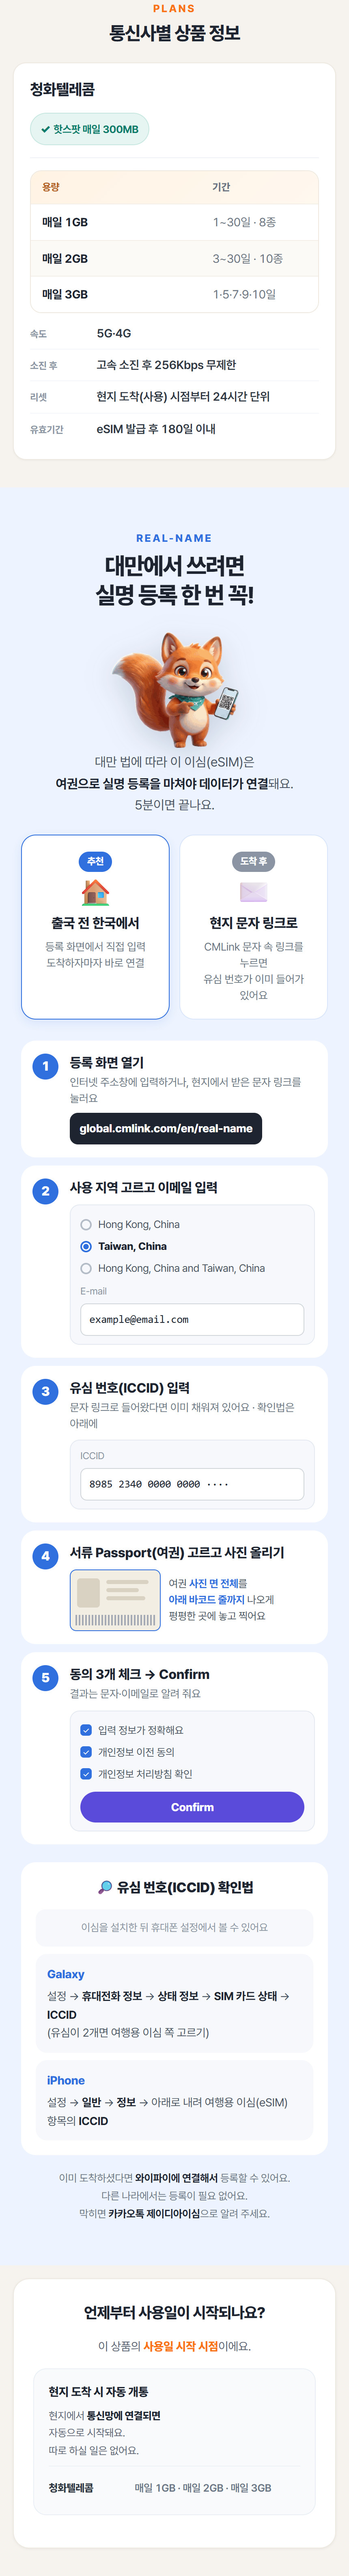 PLANS
통신사별 상품 정보
청화텔레콤
✔ 핫스팟 매일 300MB
용량 기간
매일 1GB 1~30일 · 8종
매일 2GB 3~30일 · 10종
매일 3GB 1·5·7·9·10일
속도 5G·4G
소진 후 고속 소진 후 256Kbps 무제한
리셋 현지 도착(사용) 시점부터 24시간 단위
유효기간 eSIM 발급 후 180일 이내
REAL-NAME
대만에서 쓰려면
실명 등록 한 번 꼭!
대만 법에 따라 이 이심(eSIM)은
여권으로 실명 등록을 마쳐야 데이터가 연결돼요.
5분이면 끝나요.
추천
출국 전 한국에서
등록 화면에서 직접 입력
도착하자마자 바로 연결
도착 후
현지 문자 링크로
CMLink 문자 속 링크를
누르면
유심 번호가 이미 들어가
있어요
1
등록 화면 열기
인터넷 주소창에 입력하거나, 현지에서 받은 문자 링크를
눌러요
global.cmlink.com/en/real-name
2
사용 지역 고르고 이메일 입력
Hong Kong, China
Taiwan, China
Hong Kong, China and Taiwan, China
E-mail
example@email.com
3
유심 번호(ICCID) 입력
문자 링크로 들어왔다면 이미 채워져 있어요 · 확인법은
아래에
ICCID
8985 2340 0000 0000 ····
4
서류 Passport(여권) 고르고 사진 올리기
여권 사진 면 전체를
아래 바코드 줄까지 나오게
평평한 곳에 놓고 찍어요
5
동의 3개 체크 → Confirm
결과는 문자·이메일로 알려 줘요
입력 정보가 정확해요
개인정보 이전 동의
개인정보 처리방침 확인
Confirm
유심 번호(ICCID) 확인법
이심을 설치한 뒤 휴대폰 설정에서 볼 수 있어요
Galaxy
설정 → 휴대전화 정보 → 상태 정보 → SIM 카드 상태 →
ICCID
(유심이 2개면 여행용 이심 쪽 고르기)
iPhone
설정 → 일반 → 정보 → 아래로 내려 여행용 이심(eSIM)
항목의 ICCID
이미 도착하셨다면 와이파이에 연결해서 등록할 수 있어요.
다른 나라에서는 등록이 필요 없어요.
막히면 카카오톡 제이디아이심으로 알려 주세요.
언제부터 사용일이 시작되나요?
이 상품의 사용일 시작 시점이에요.
현지 도착 시 자동 개통
현지에서 통신망에 연결되면
자동으로 시작돼요.
따로 하실 일은 없어요.
청화텔레콤 매일 1GB · 매일 2GB · 매일 3GB